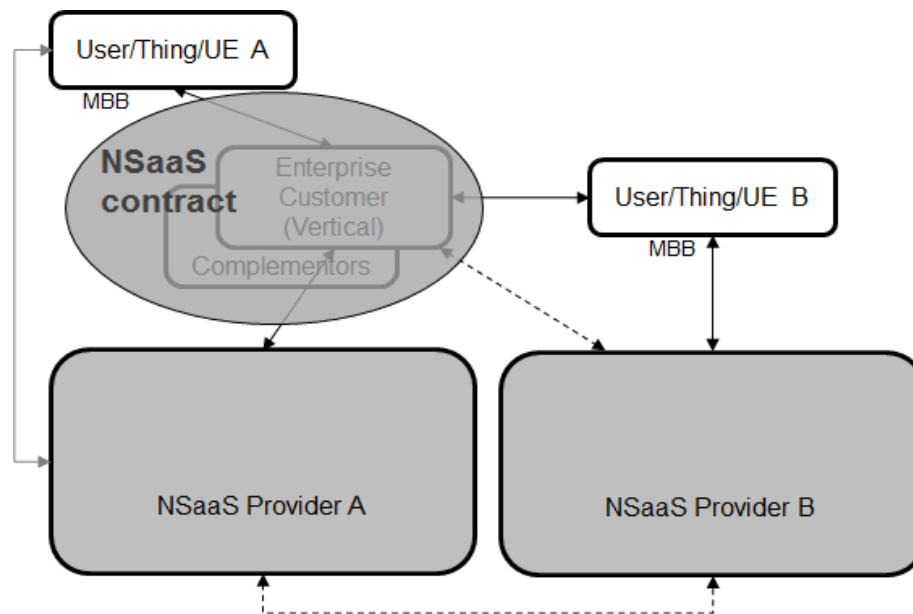 User/Thing/UE A
MBB
NSaaS
contract
Enterprise
Customer
(Vertical)
Complementors
User/Thing/UE B
MBB
NSaaS Provider A
NSaaS Provider B